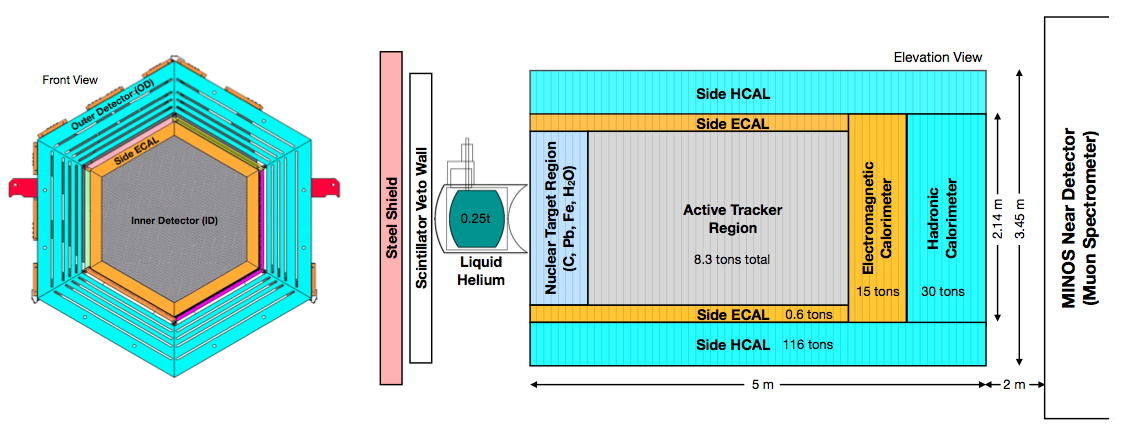 Front View
Outer Detector (OD)
Side ECAL
Inner Detector (ID)
Steel Shield
Scintillator Veto Wall
0.25t
Liquid
Helium
Elevation View
Side HCAL
Side ECAL
Nuclear Target Region
(C, Pb, Fe, H₂O)
Active Tracker
Region
8.3 tons total
Electromagnetic
Calorimeter
15 tons
Hadronic
Calorimeter
30 tons
Side ECAL 0.6 tons
Side HCAL 116 tons
5 m
2 m
2.14 m
3.45 m
MINOS Near Detector
(Muon Spectrometer)